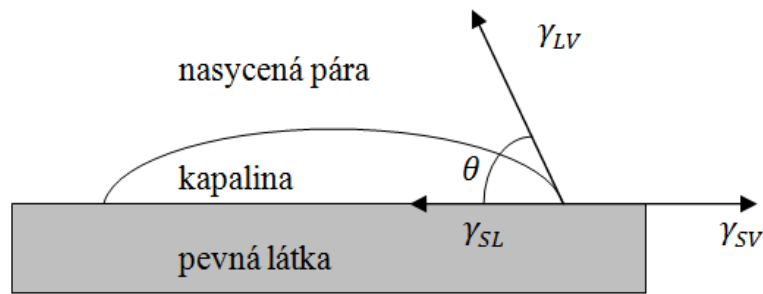 γLV
nasycená pára
θ
kapalina
γSL
γSV
pevná látka